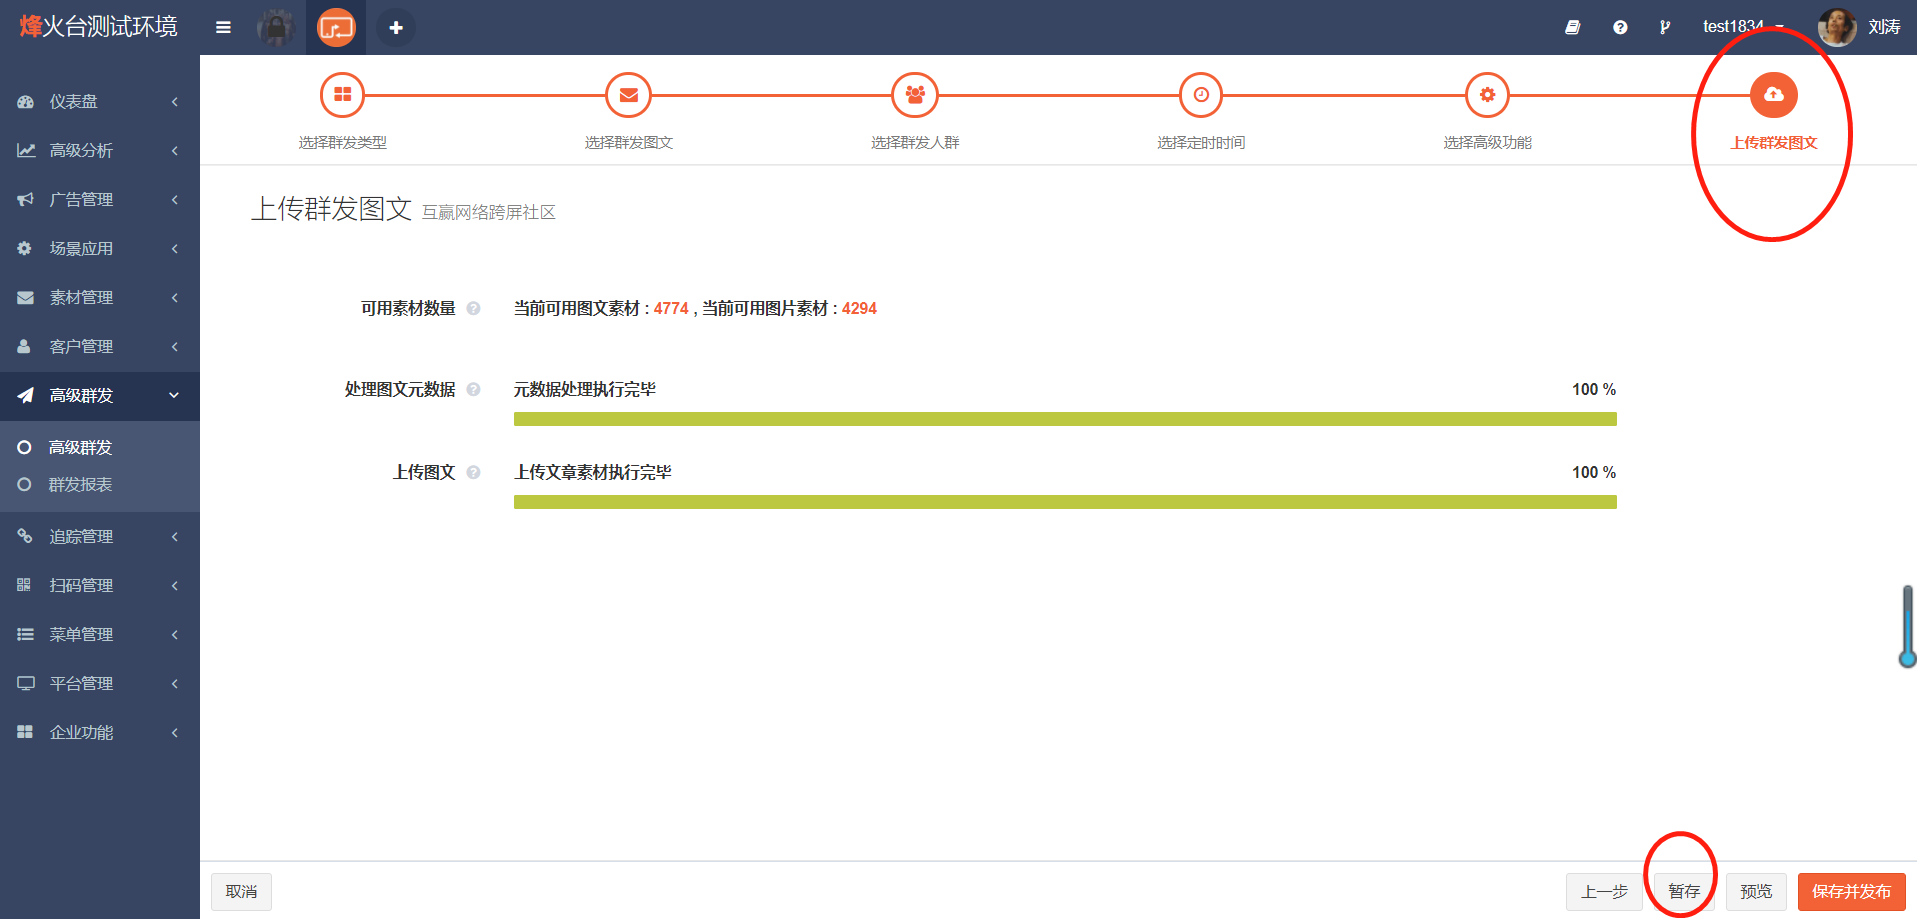 烽火台测试环境
test1834
刘涛
仪表盘
高级分析
广告管理
场景应用
素材管理
客户管理
高级群发
高级群发
群发报表
追踪管理
扫码管理
菜单管理
平台管理
企业功能
选择群发类型
选择群发图文
选择群发人群
选择定时时间
选择高级功能
上传群发图文
上传群发图文 互赢网络跨屏社区
可用素材数量 当前可用图文素材 : 4774 , 当前可用图片素材 : 4294
处理图文元数据 元数据处理执行完毕 100 %
上传图文 上传文章素材执行完毕 100 %
取消
上一步
暂存
预览
保存并发布